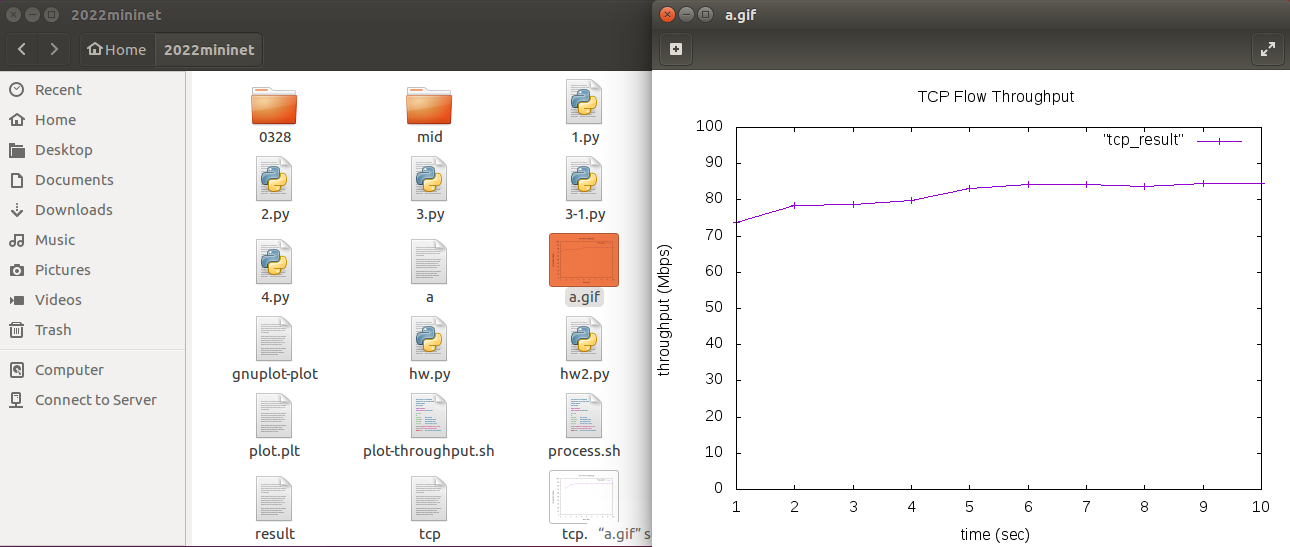 2022mininet
Home
2022mininet
Recent
Home
Desktop
Documents
Downloads
Music
Pictures
Videos
Trash
Computer
Connect to Server
0328
mid
1.py
2.py
3.py
3-1.py
4.py
a
a.gif
gnuplot-plot
hw.py
hw2.py
plot.plt
plot-throughput.sh
process.sh
result
tcp
tcp.
“a.gif” s
a.gif
TCP Flow Throughput
"tcp_result"
throughput (Mbps)
100
90
80
70
60
50
40
30
20
10
0
1 2 3 4 5 6 7 8 9 10
time (sec)